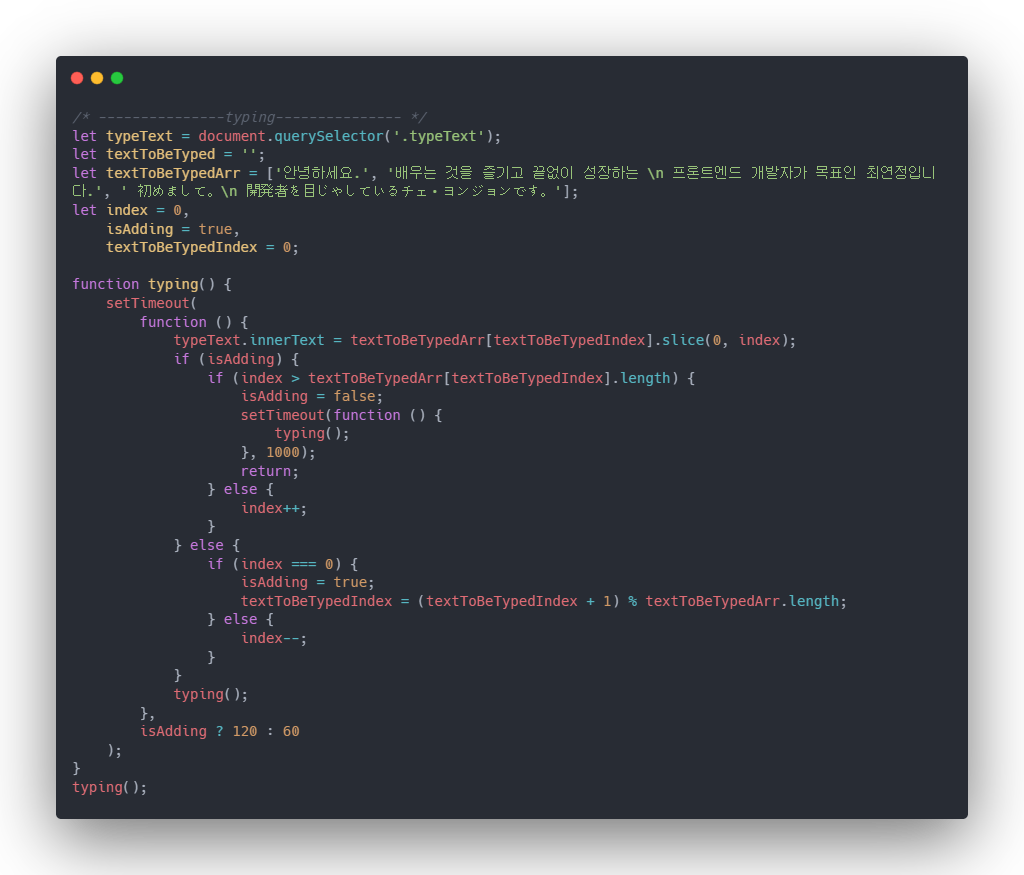 /* ---------------typing--------------- */
let typeText = document.querySelector('.typeText');
let textToBeTyped = '';
let textToBeTypedArr = ['안녕하세요.', '배우는 것을 즐기고 끝없이 성장하는 \n 프론트엔드 개발자가 목표인 최연정입니
다.', ' 初めまして。\n 開発者を目じゃしているチェ・ヨンジョンです。'];
let index = 0,
    isAdding = true,
    textToBeTypedIndex = 0;

function typing() {
    setTimeout(
        function () {
            typeText.innerText = textToBeTypedArr[textToBeTypedIndex].slice(0, index);
            if (isAdding) {
                if (index > textToBeTypedArr[textToBeTypedIndex].length) {
                    isAdding = false;
                    setTimeout(function () {
                        typing();
                    }, 1000);
                    return;
                } else {
                    index++;
                }
            } else {
                if (index === 0) {
                    isAdding = true;
                    textToBeTypedIndex = (textToBeTypedIndex + 1) % textToBeTypedArr.length;
                } else {
                    index--;
                }
            }
            typing();
        },
        isAdding ? 120 : 60
    );
}
typing();